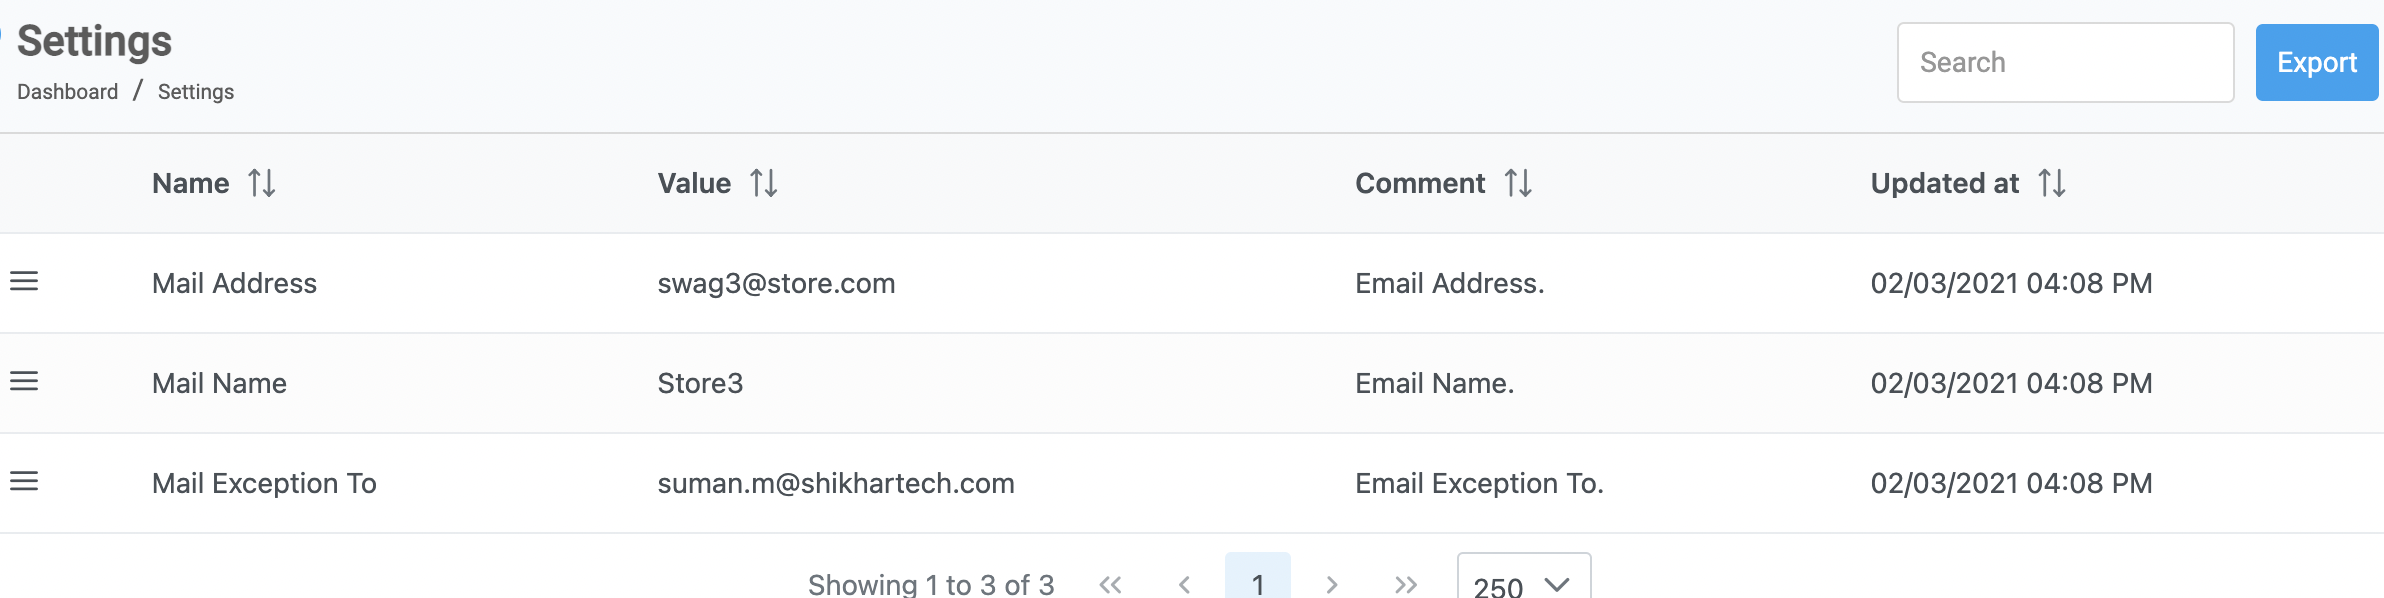 Settings
Dashboard / Settings
Search
Export
Name Value Comment Updated at
Mail Address swag3@store.com Email Address. 02/03/2021 04:08 PM
Mail Name Store3 Email Name. 02/03/2021 04:08 PM
Mail Exception To suman.m@shikhartech.com Email Exception To. 02/03/2021 04:08 PM
Showing 1 to 3 of 3 « ‹ 1 › » 250